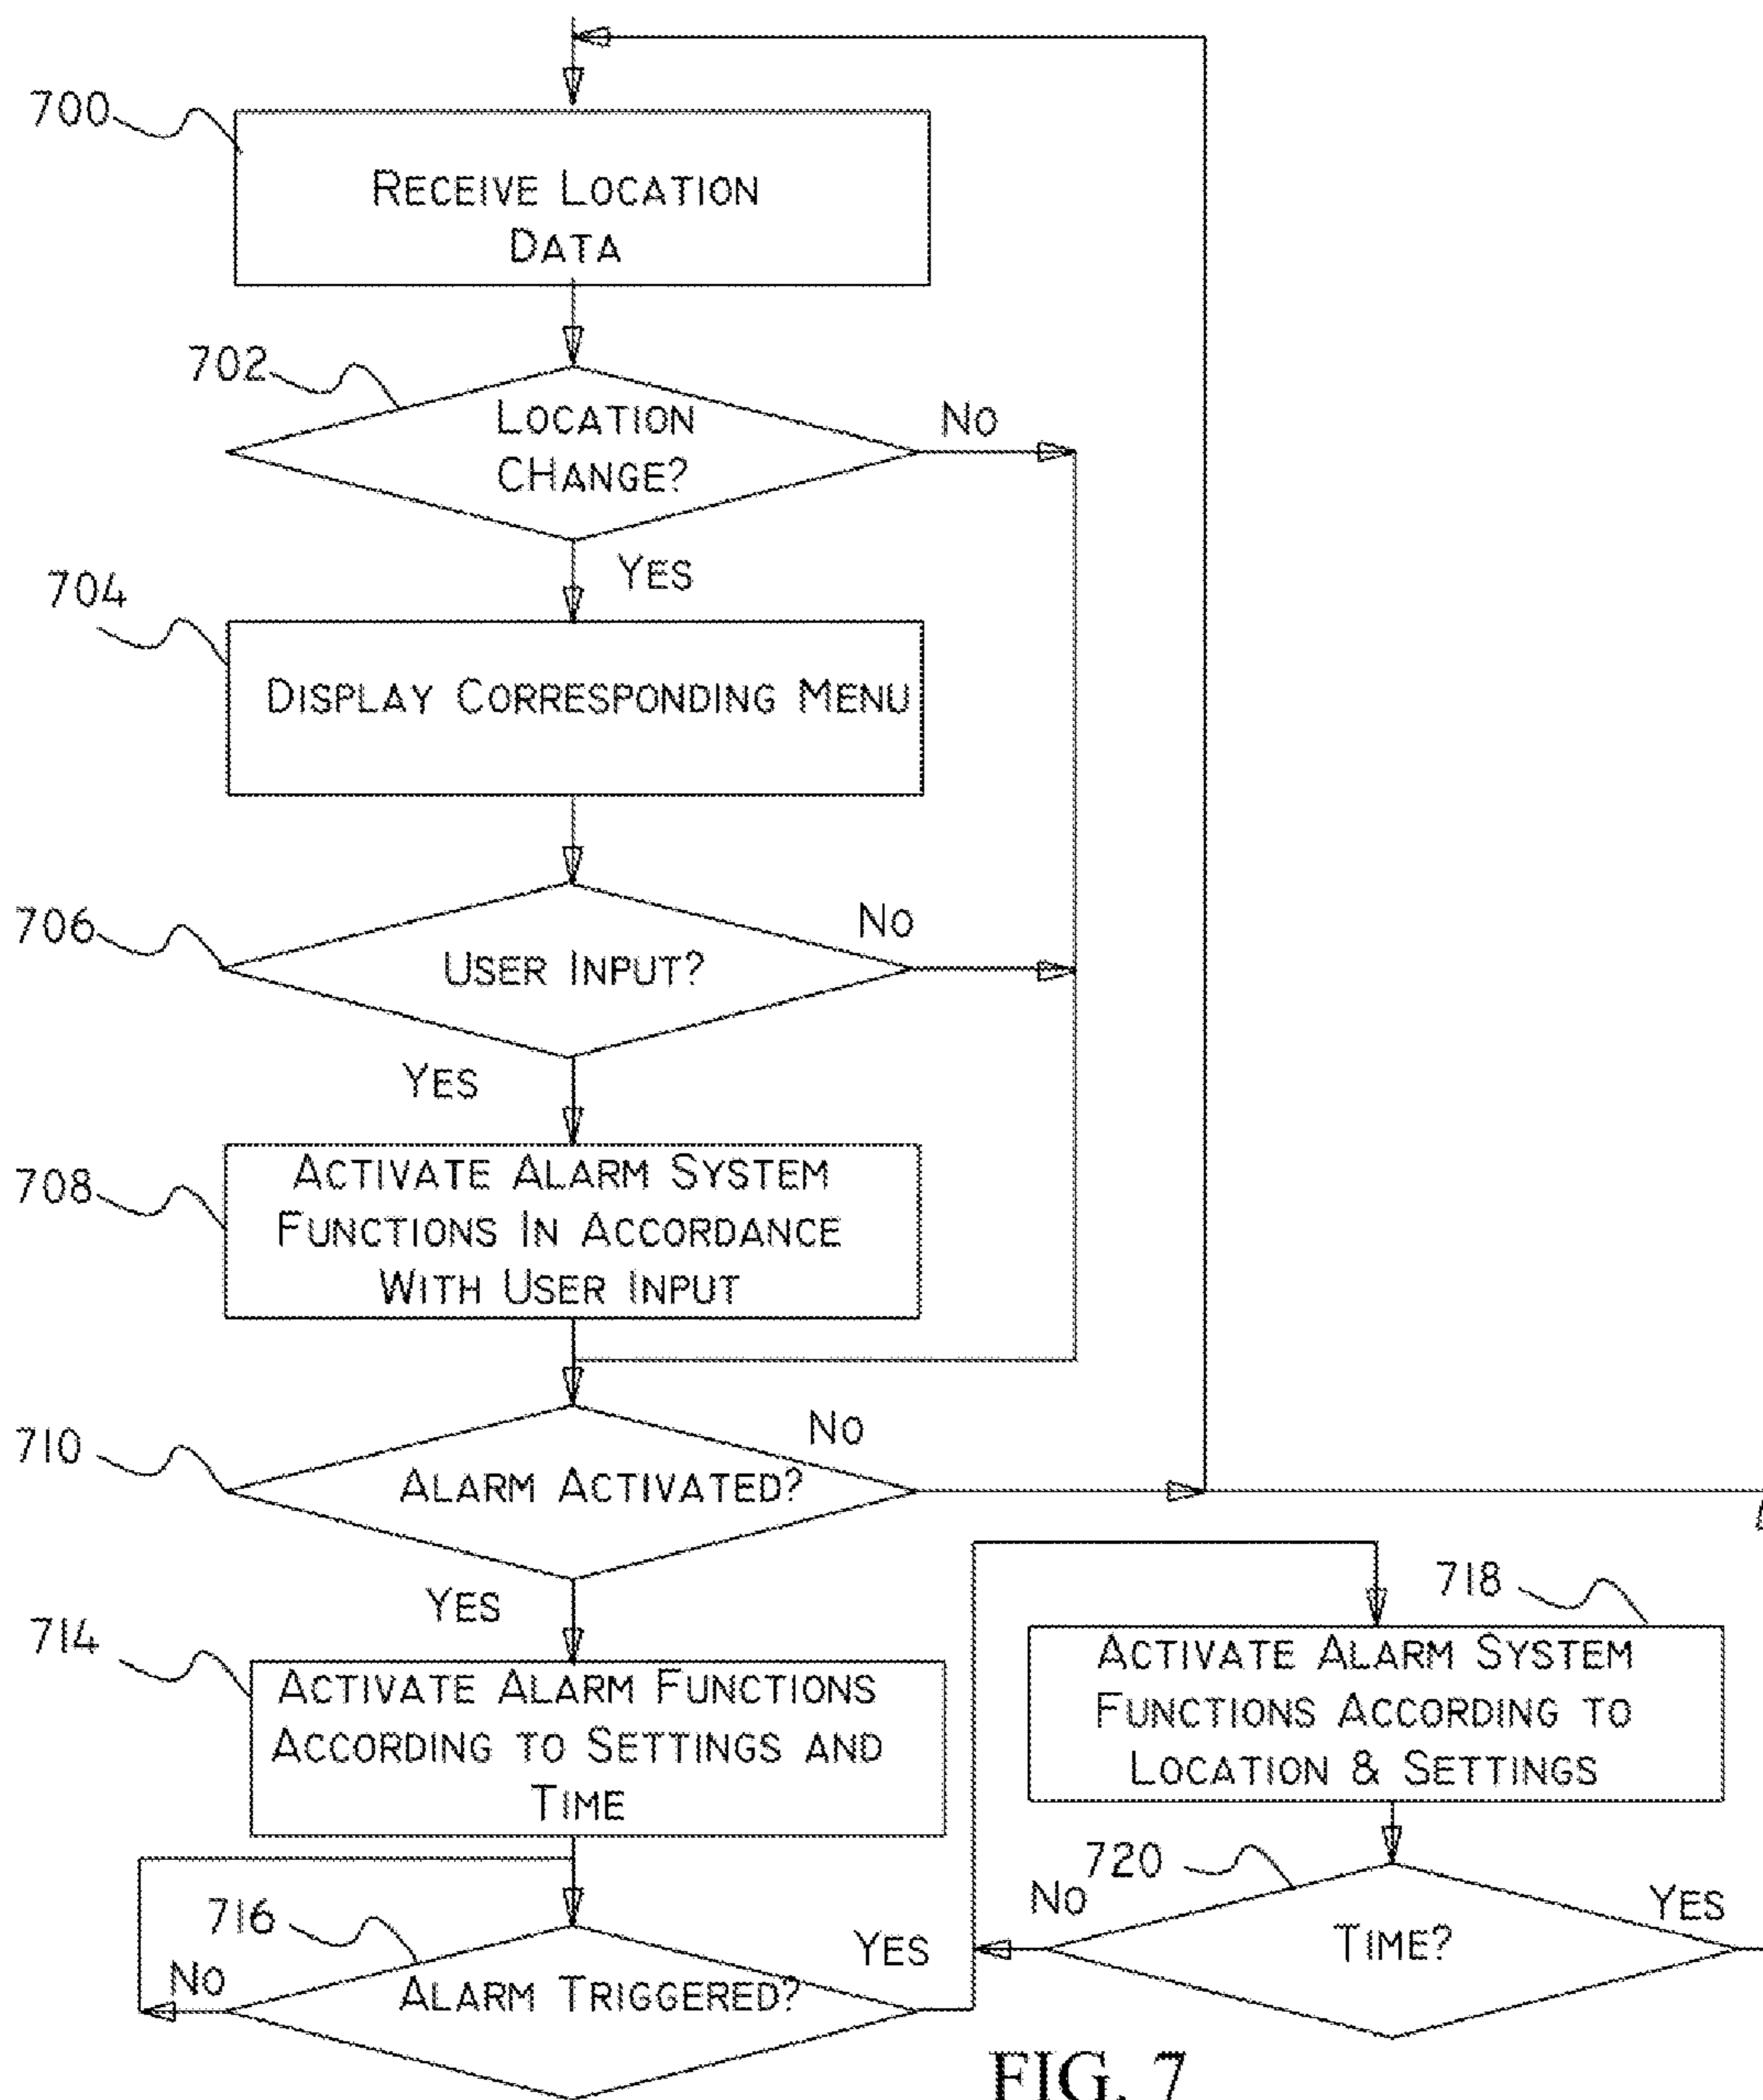 700
RECEIVE LOCATION
DATA
702
LOCATION
CHANGE?
NO
YES
704
DISPLAY CORRESPONDING MENU
706
USER INPUT?
NO
YES
708
ACTIVATE ALARM SYSTEM
FUNCTIONS IN ACCORDANCE
WITH USER INPUT
710
ALARM ACTIVATED?
NO
YES
714
ACTIVATE ALARM FUNCTIONS
ACCORDING TO SETTINGS AND
TIME
716
ALARM TRIGGERED?
NO
YES
718
ACTIVATE ALARM SYSTEM
FUNCTIONS ACCORDING TO
LOCATION & SETTINGS
720
TIME?
NO
YES
FIG. 7